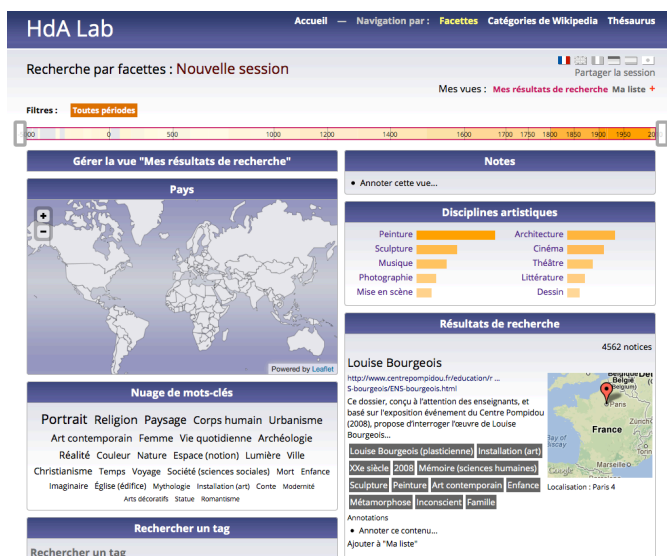 HdA Lab
Accueil — Navigation par : Facettes Catégories de Wikipedia Thésaurus
Recherche par facettes : Nouvelle session
Partager la session
Mes vues : Mes résultats de recherche Ma liste +
Filtres : Toutes périodes
0 500 1000 1200 1400 1600 1700 1750 1800 1850 1900 1950
Gérer la vue "Mes résultats de recherche"
Pays
+
−
Powered by Leaflet
Nuage de mots-clés
Portrait Religion Paysage Corps humain Urbanisme
Art contemporain Femme Vie quotidienne Archéologie
Réalité Couleur Nature Espace (notion) Lumière Ville
Christianisme Temps Voyage Société (sciences sociales) Mort Enfance
Imaginaire Église (édifice) Mythologie Installation (art) Conte Modernité
Arts décoratifs Statue Romantisme
Rechercher un tag
Rechercher un tag
Notes
• Annoter cette vue...
Disciplines artistiques
Peinture Architecture
Sculpture Cinéma
Musique Théâtre
Photographie Littérature
Mise en scène Dessin
Résultats de recherche
4562 notices
Louise Bourgeois
http://www.centrepompidou.fr/education/r ...
S-bourgeois/ENS-bourgeois.html
Ce dossier, conçu à l'attention des enseignants, et
basé sur l'exposition événement du Centre Pompidou
(2008), propose d'interroger l'œuvre de Louise
Bourgeois...
Louise Bourgeois (plasticienne) Installation (art)
XXe siècle 2008 Mémoire (sciences humaines)
Sculpture Peinture Art contemporain Enfance
Métamorphose Inconscient Famille
Annotations
• Annoter ce contenu...
Ajouter à "Ma liste"
België
Paris
France
Bay of
Marseille
Google
Localisation : Paris 4